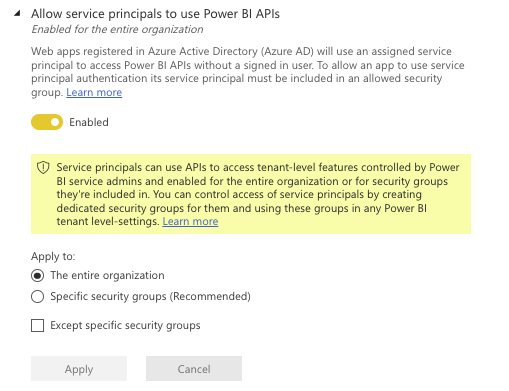 Allow service principals to use Power BI APIs
Enabled for the entire organization
Web apps registered in Azure Active Directory (Azure AD) will use an assigned service
principal to access Power BI APIs without a signed in user. To allow an app to use service
principal authentication its service principal must be included in an allowed security
group. Learn more
Enabled
Service principals can use APIs to access tenant-level features controlled by Power
BI service admins and enabled for the entire organization or for security groups
they're included in. You can control access of service principals by creating
dedicated security groups for them and using these groups in any Power BI
tenant level-settings. Learn more
Apply to:
The entire organization
Specific security groups (Recommended)
Except specific security groups
Apply
Cancel